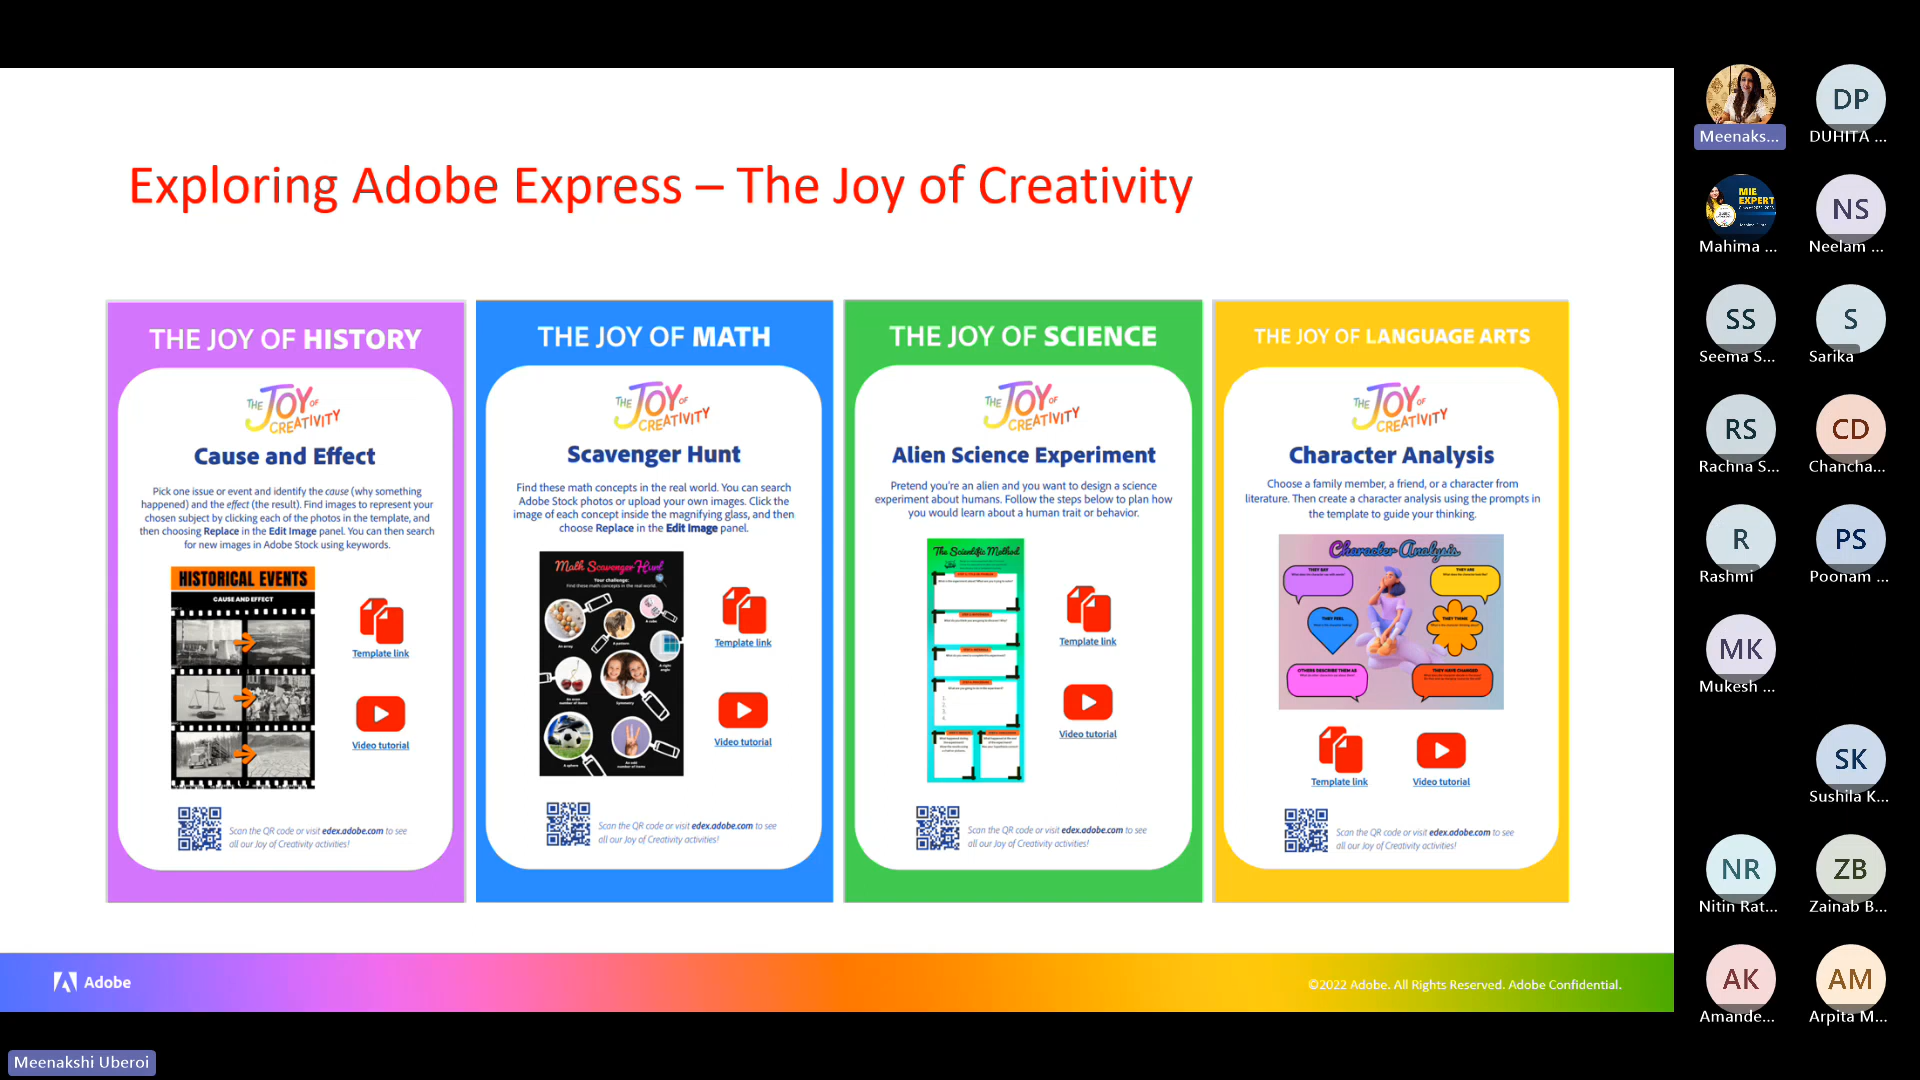 Exploring Adobe Express – The Joy of Creativity
THE JOY OF HISTORY
THE JOY OF CREATIVITY
Cause and Effect
Pick one issue or event and identify the cause (why something
happened) and the effect (the result). Find images to represent your
chosen subject by clicking each of the photos in the template, and
then choosing Replace in the Edit Image panel. You can then search
for new images in Adobe Stock using keywords.
HISTORICAL EVENTS
CAUSE AND EFFECT
Template link
Video tutorial
Scan the QR code or visit edex.adobe.com to see
all our Joy of Creativity activities!
THE JOY OF MATH
THE JOY OF CREATIVITY
Scavenger Hunt
Find these math concepts in the real world. You can search
Adobe Stock photos or upload your own images. Click the
image of each concept inside the magnifying glass, and then
choose Replace in the Edit Image panel.
Math Scavenger Hunt
Your challenge:
Find these math concepts in the real world.
Symmetry
A sphere
Template link
Video tutorial
Scan the QR code or visit edex.adobe.com to see
all our Joy of Creativity activities!
THE JOY OF SCIENCE
THE JOY OF CREATIVITY
Alien Science Experiment
Pretend you're an alien and you want to design a science
experiment about humans. Follow the steps below to plan how
you would learn about a human trait or behavior.
The Scientific Method
Template link
Video tutorial
Scan the QR code or visit edex.adobe.com to see
all our Joy of Creativity activities!
THE JOY OF LANGUAGE ARTS
THE JOY OF CREATIVITY
Character Analysis
Choose a family member, a friend, or a character from
literature. Then create a character analysis using the prompts in
the template to guide your thinking.
Character Analysis
THEY SAY
THEY ARE
THEY FEEL
THEY THINK
OTHERS DESCRIBE THEM AS
THEY HAVE CHANGED
Template link
Video tutorial
Scan the QR code or visit edex.adobe.com to see
all our Joy of Creativity activities!
Adobe
©2022 Adobe. All Rights Reserved. Adobe Confidential.
Meenakshi Uberoi
Meenaks...
DP
DUHITA ...
MIE
EXPERT
Mahima ...
NS
Neelam ...
SS
Seema S...
S
Sarika
RS
Rachna S...
CD
Chancha...
R
Rashmi
PS
Poonam ...
MK
Mukesh ...
SK
Sushila K...
NR
Nitin Rat...
ZB
Zainab B...
AK
Amande...
AM
Arpita M...